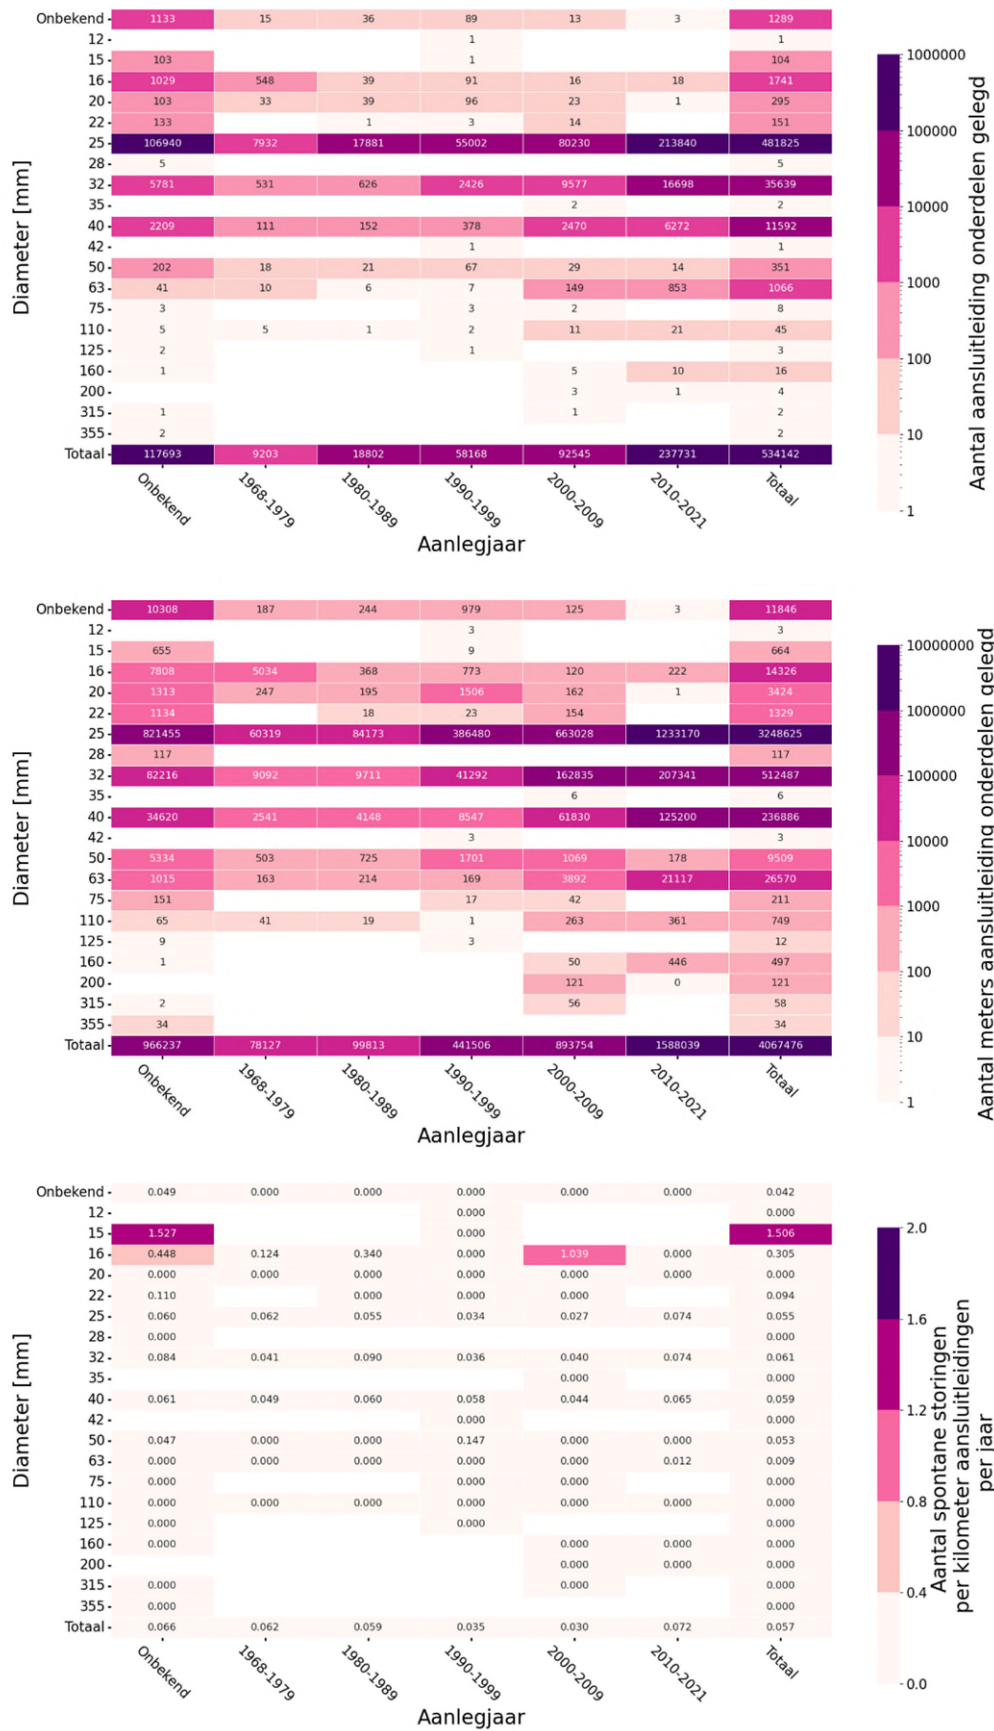 Onbekend 1133 15 36 89 13 3 1289
12 1 1
15 103 1 104
16 1029 548 39 91 16 18 1741
20 103 33 39 96 23 1 295
22 133 1 3 14 151
25 106940 7932 17881 55002 80230 213840 481825
28 5 5
32 5781 531 626 2426 9577 16698 35639
35 2 2
40 2209 111 152 378 2470 6272 11592
42 1 1
50 202 18 21 67 29 14 351
63 41 10 6 7 149 853 1066
75 3 3 2 8
110 5 5 1 2 11 21 45
125 2 1 3
160 1 5 10 16
200 3 1 4
315 1 1 2
355 2 2
Totaal 117693 9203 18802 58168 92545 237731 534142
Onbekend 1968-1979 1980-1989 1990-1999 2000-2009 2010-2021 Totaal
Aanlegjaar
Diameter [mm]
1000000
100000
10000
1000
100
10
1
Aantal aansluitleiding onderdelen gelegd
Onbekend 10308 187 244 979 125 3 11846
12 3 3
15 655 9 664
16 7808 5034 368 773 120 222 14326
20 1313 247 195 1506 162 1 3424
22 1134 18 23 154 1329
25 821455 60319 84173 386480 663028 1233170 3248625
28 117 117
32 82216 9092 9711 41292 162835 207341 512487
35 6 6
40 34620 2541 4148 8547 61830 125200 236886
42 3 3
50 5334 503 725 1701 1069 178 9509
63 1015 163 214 169 3892 21117 26570
75 151 17 42 211
110 65 41 19 1 263 361 749
125 9 3 12
160 1 50 446 497
200 121 0 121
315 2 56 58
355 34 34
Totaal 966237 78127 99813 441506 893754 1588039 4067476
Onbekend 1968-1979 1980-1989 1990-1999 2000-2009 2010-2021 Totaal
Aanlegjaar
Diameter [mm]
10000000
1000000
100000
10000
1000
100
10
1
Aantal meters aansluitleiding onderdelen gelegd
Onbekend 0.049 0.000 0.000 0.000 0.000 0.000 0.042
12 0.000 0.000
15 1.527 0.000 1.506
16 0.448 0.124 0.340 0.000 1.039 0.000 0.305
20 0.000 0.000 0.000 0.000 0.000 0.000 0.000
22 0.110 0.000 0.000 0.000 0.094
25 0.060 0.062 0.055 0.034 0.027 0.074 0.055
28 0.000 0.000
32 0.084 0.041 0.090 0.036 0.040 0.074 0.061
35 0.000 0.000
40 0.061 0.049 0.060 0.058 0.044 0.065 0.059
42 0.000 0.000
50 0.047 0.000 0.000 0.147 0.000 0.000 0.053
63 0.000 0.000 0.000 0.000 0.000 0.012 0.009
75 0.000 0.000 0.000 0.000
110 0.000 0.000 0.000 0.000 0.000 0.000 0.000
125 0.000 0.000 0.000
160 0.000 0.000 0.000 0.000
200 0.000 0.000 0.000
315 0.000 0.000 0.000
355 0.000 0.000
Totaal 0.066 0.062 0.059 0.035 0.030 0.072 0.057
Onbekend 1968-1979 1980-1989 1990-1999 2000-2009 2010-2021 Totaal
Aanlegjaar
Diameter [mm]
2.0
1.6
1.2
0.8
0.4
0.0
Aantal spontane storingen
per kilometer aansluitleidingen
per jaar